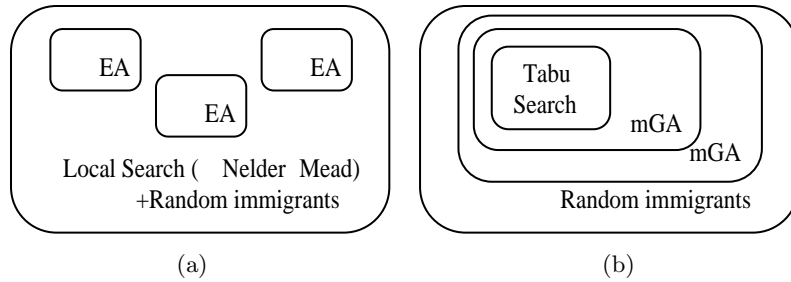 EA
EA
EA
Local Search ( Nelder Mead)
+Random immigrants
(a)
Tabu
Search
mGA
mGA
Random immigrants
(b)